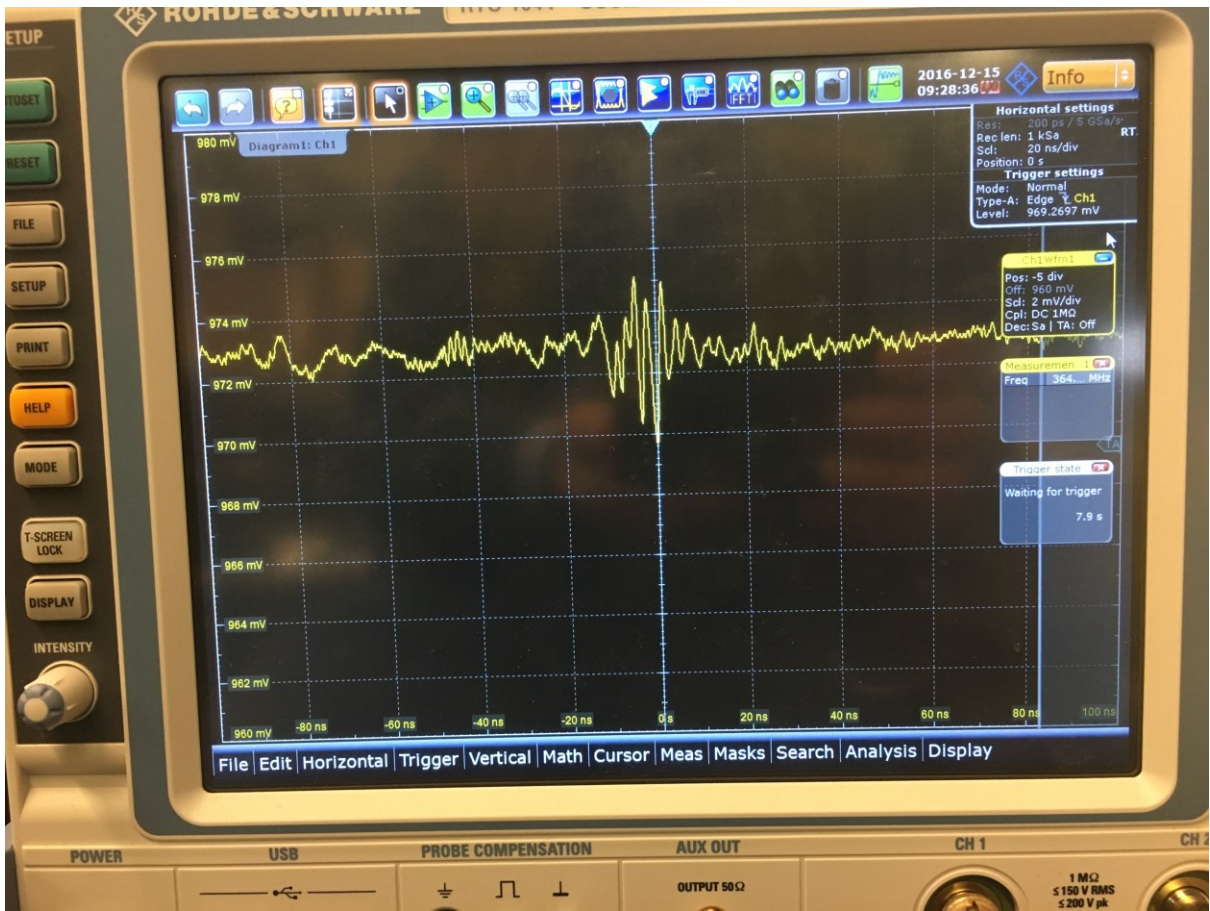 ROHDE&SCHWARZ
SETUP
PRESET
FILE
SETUP
PRINT
HELP
MODE
T-SCREEN
LOCK
DISPLAY
INTENSITY
FFT
2016-12-15
09:28:36
Info
Diagram1: Ch1
980 mV
978 mV
976 mV
974 mV
972 mV
970 mV
968 mV
966 mV
964 mV
962 mV
960 mV
-80 ns
-60 ns
-40 ns
-20 ns
0 s
20 ns
40 ns
60 ns
80 ns
100 ns
Horizontal settings
Res: 200 ps / 5 GSa/s
RT
Rec len: 1 kSa
Scl: 20 ns/div
Position: 0 s
Trigger settings
Mode: Normal
Type-A: Edge Ch1
Level: 969.2697 mV
Ch1Wfm1
Pos: -5 div
Off: 960 mV
Scl: 2 mV/div
Cpl: DC 1MΩ
Dec: Sa | TA: Off
Measuremen 1
Freq 364... MHz
TA
Trigger state
Waiting for trigger
7.9 s
File Edit Horizontal Trigger Vertical Math Cursor Meas Masks Search Analysis Display
POWER
USB
PROBE COMPENSATION
AUX OUT
CH 1
CH 2
OUTPUT 50Ω
1 MΩ
≤150 V RMS
≤200 V pk